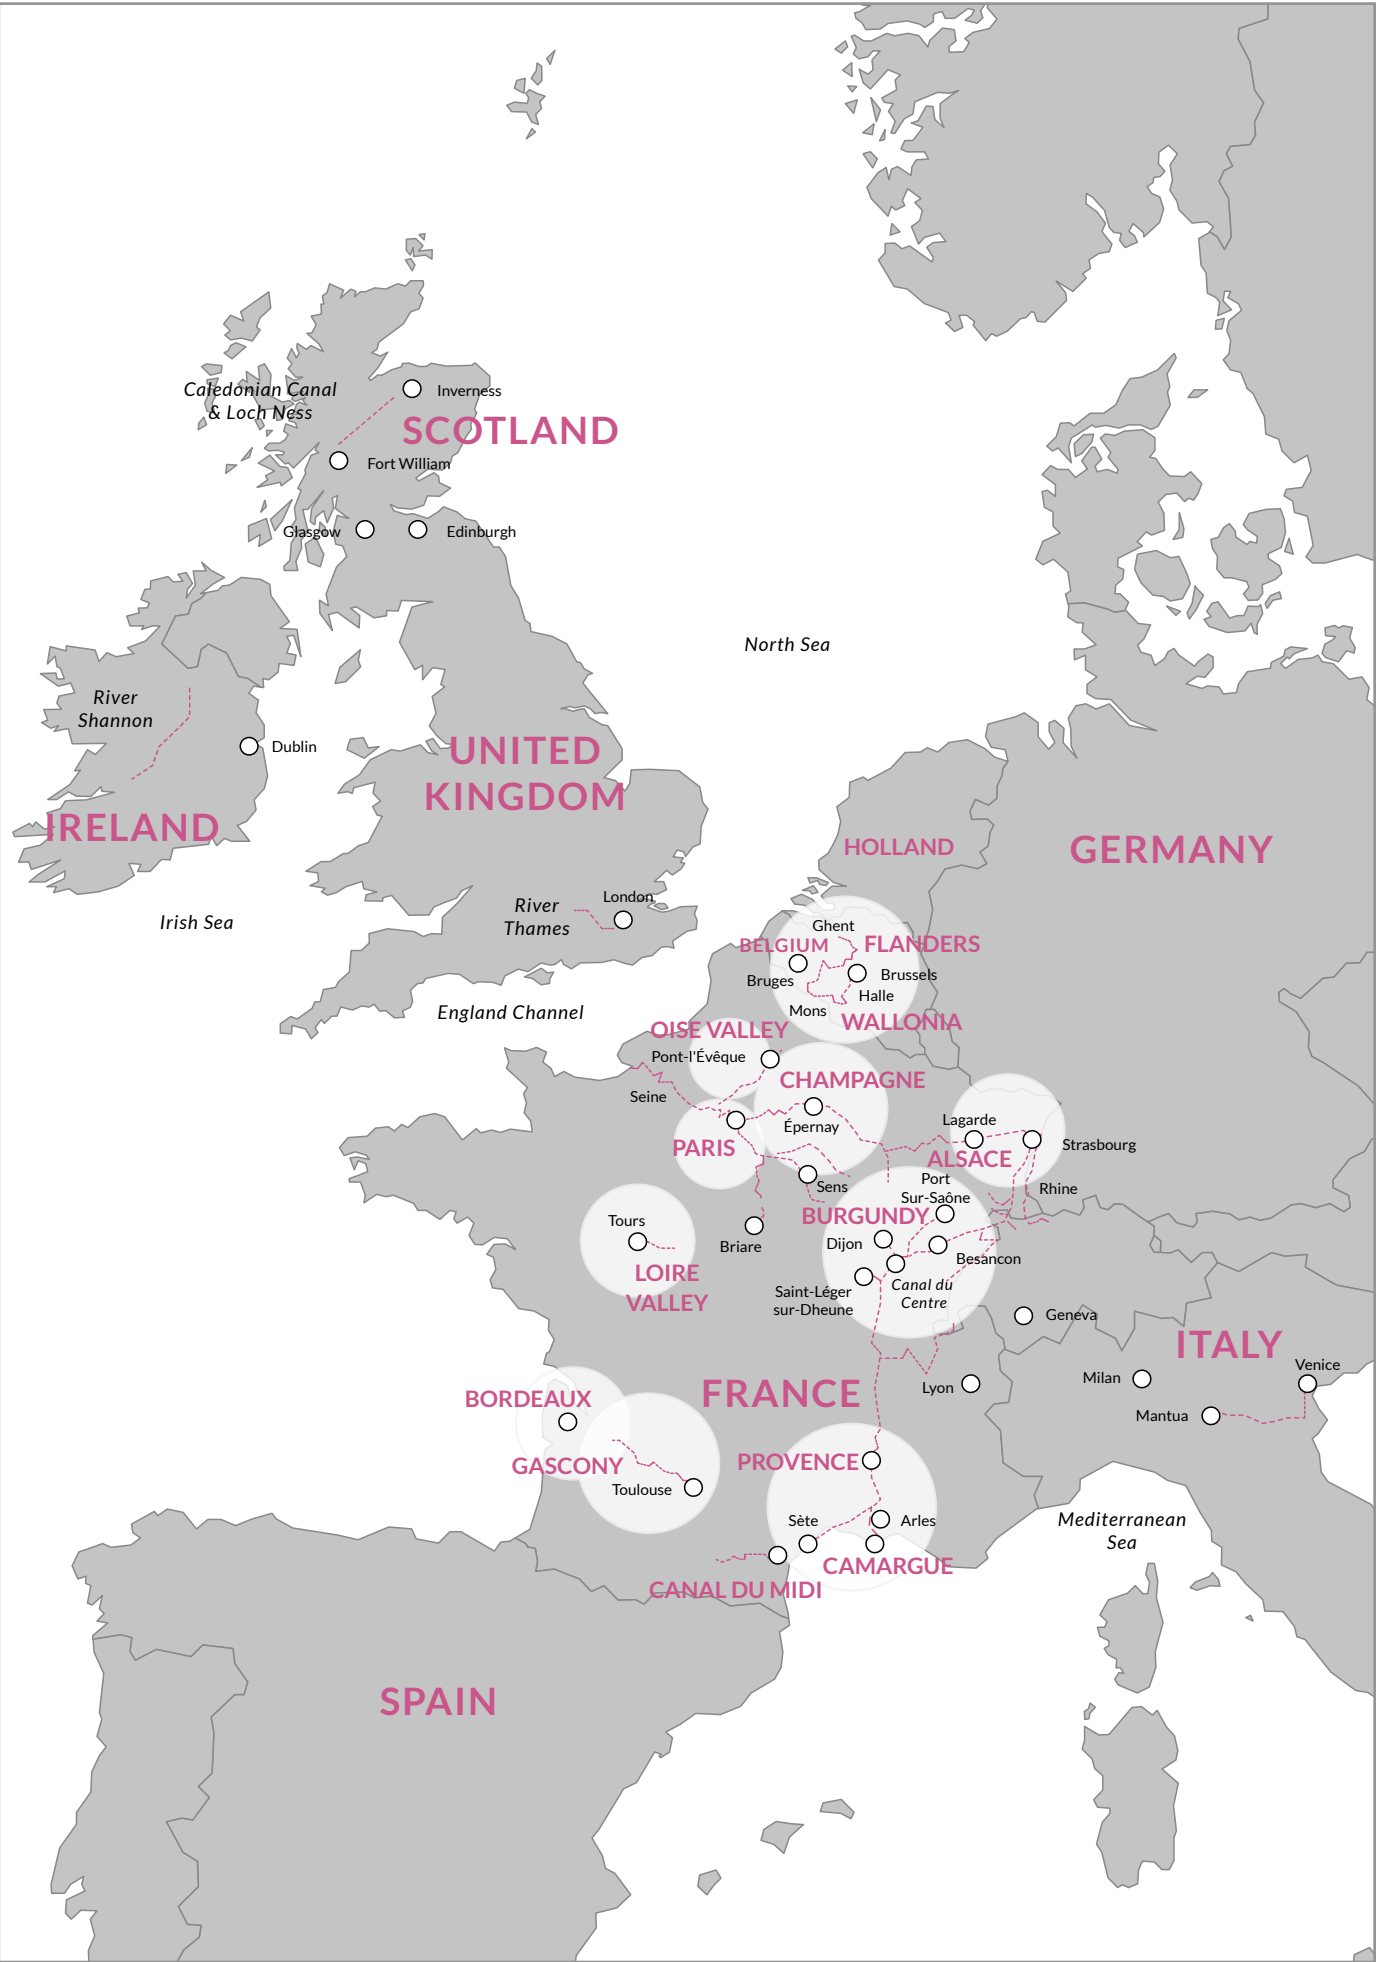 Caledonian Canal
& Loch Ness
Inverness
SCOTLAND
Fort William
Glasgow
Edinburgh
North Sea
River
Shannon
Dublin
IRELAND
UNITED
KINGDOM
Irish Sea
River
Thames
London
England Channel
HOLLAND
GERMANY
Ghent
BELGIUM
FLANDERS
Bruges
Brussels
Halle
Mons
WALLONIA
OISE VALLEY
Pont-l'Évêque
CHAMPAGNE
Seine
Épernay
PARIS
Lagarde
Strasbourg
ALSACE
Sens
Port
Sur-Saône
Rhine
BURGUNDY
Tours
Briare
Dijon
Besancon
LOIRE
VALLEY
Saint-Léger
sur-Dheune
Canal du
Centre
Geneva
ITALY
Venice
Milan
Lyon
Mantua
FRANCE
BORDEAUX
GASCONY
Toulouse
PROVENCE
Sète
Arles
Mediterranean
Sea
CAMARGUE
CANAL DU MIDI
SPAIN